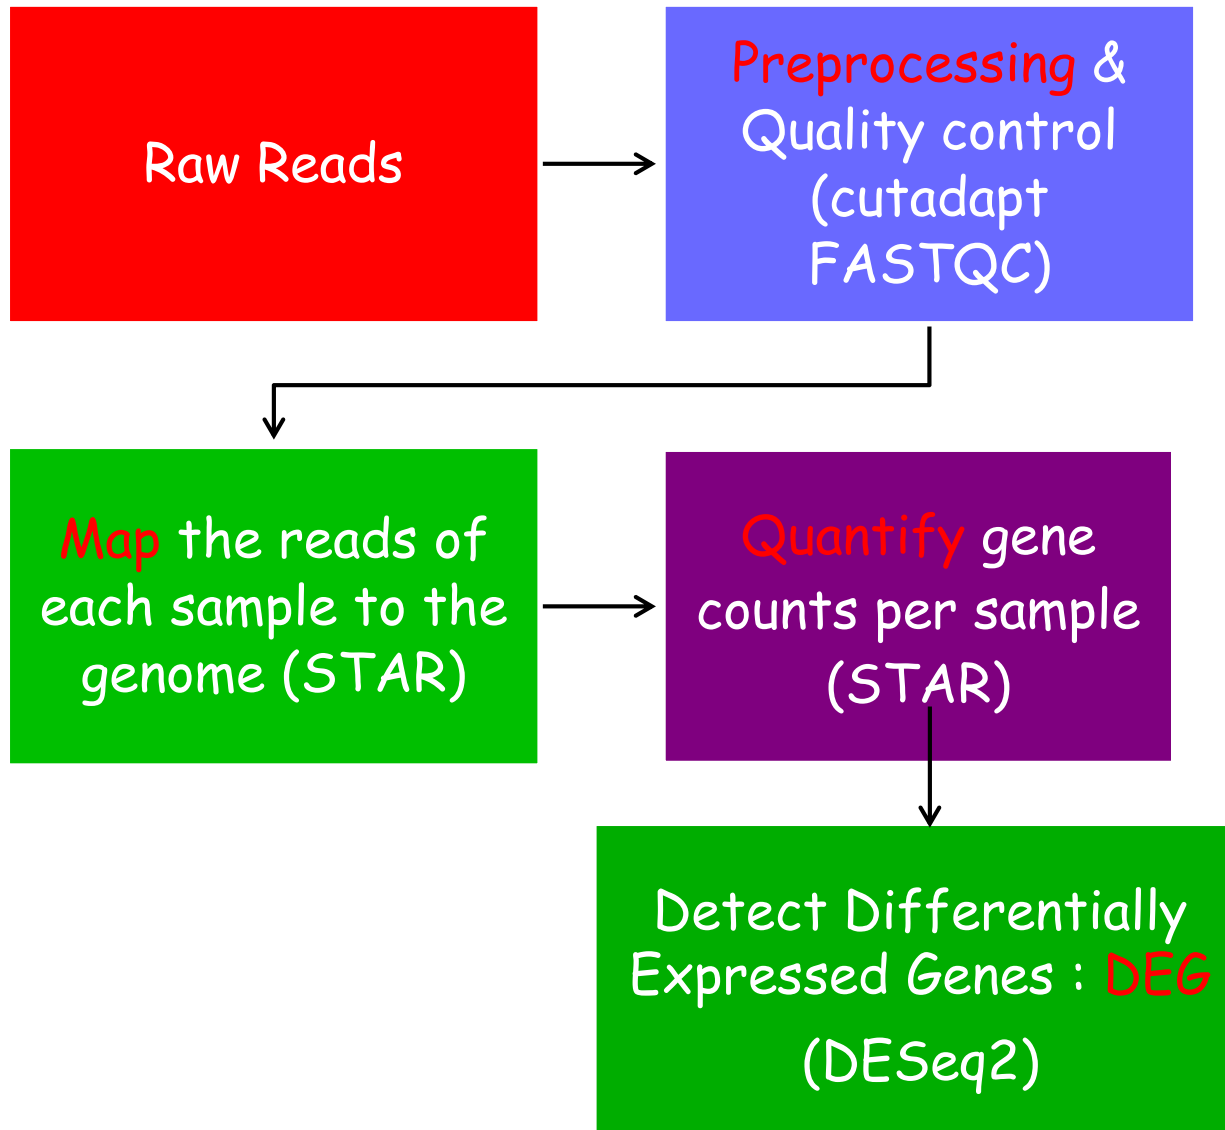 Raw Reads
Preprocessing &
Quality control
(cutadapt
FASTQC)
Map the reads of
each sample to the
genome (STAR)
Quantify gene
counts per sample
(STAR)
Detect Differentially
Expressed Genes : DEG
(DESeq2)